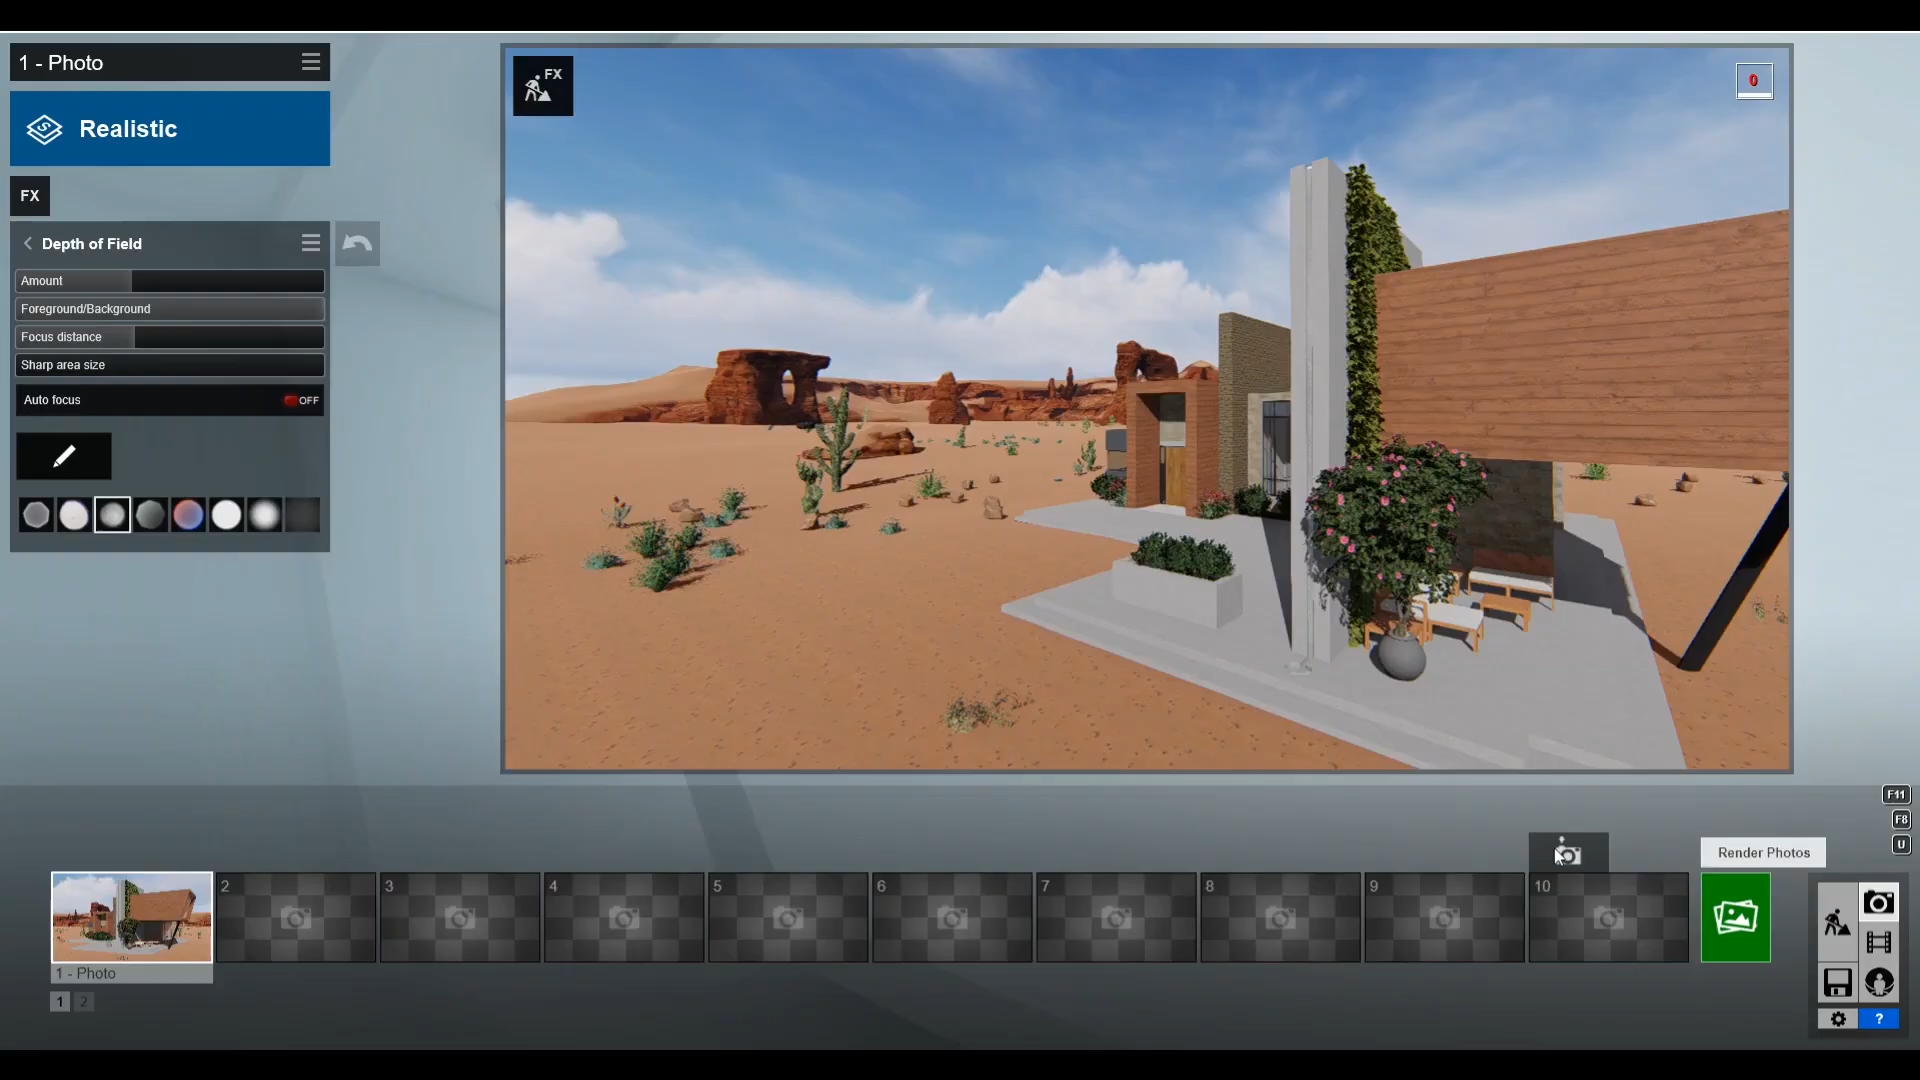 1 - Photo
Realistic
FX
Depth of Field
Amount
Foreground/Background
Focus distance
Sharp area size
Auto focus
OFF
FX
0
F11
F8
U
Render Photos
2
3
4
5
6
7
8
9
10
1 - Photo
1
2
?